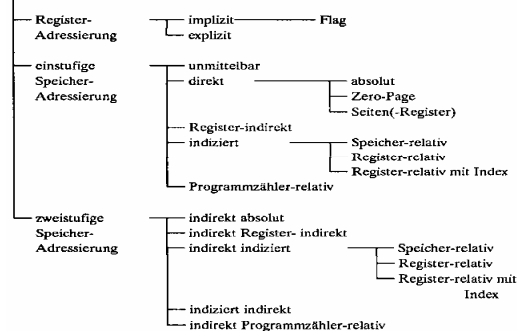 Register- implizit Flag
Adressierung explizit
einstufige unmittelbar
Speicher- direkt absolut
Adressierung Zero-Page
Seiten(-Register)
Register-indirekt
indiziert Speicher-relativ
Register-relativ
Register-relativ mit Index
Programmzähler-relativ
zweistufige indirekt absolut
Speicher- indirekt Register- indirekt
Adressierung indirekt indiziert Speicher-relativ
Register-relativ
Register-relativ mit
Index
indiziert indirekt
indirekt Programmzähler-relativ